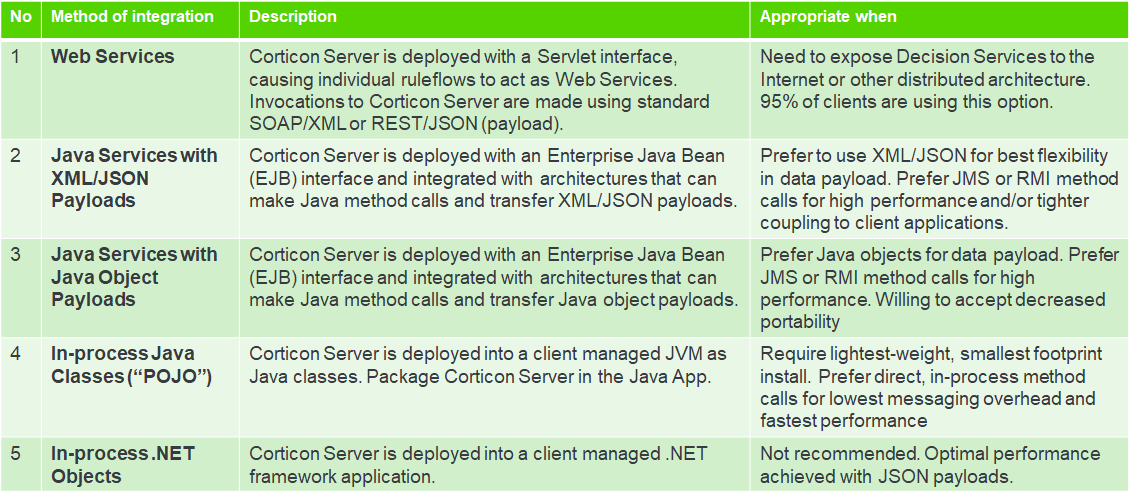 No Method of integration Description Appropriate when
1 Web Services Corticon Server is deployed with a Servlet interface, Need to expose Decision Services to the
causing individual ruleflows to act as Web Services. Internet or other distributed architecture.
Invocations to Corticon Server are made using standard 95% of clients are using this option.
SOAP/XML or REST/JSON (payload).
2 Java Services with Corticon Server is deployed with an Enterprise Java Bean Prefer to use XML/JSON for best flexibility
XML/JSON (EJB) interface and integrated with architectures that can in data payload. Prefer JMS or RMI method
Payloads make Java method calls and transfer XML/JSON payloads. calls for high performance and/or tighter
coupling to client applications.
3 Java Services with Corticon Server is deployed with an Enterprise Java Bean Prefer Java objects for data payload. Prefer
Java Object (EJB) interface and integrated with architectures that can JMS or RMI method calls for high
Payloads make Java method calls and transfer Java object payloads. performance. Willing to accept decreased
portability
4 In-process Java Corticon Server is deployed into a client managed JVM as Require lightest-weight, smallest footprint
Classes (“POJO”) Java classes. Package Corticon Server in the Java App. install. Prefer direct, in-process method
calls for lowest messaging overhead and
fastest performance
5 In-process .NET Corticon Server is deployed into a client managed .NET Not recommended. Optimal performance
Objects framework application. achieved with JSON payloads.